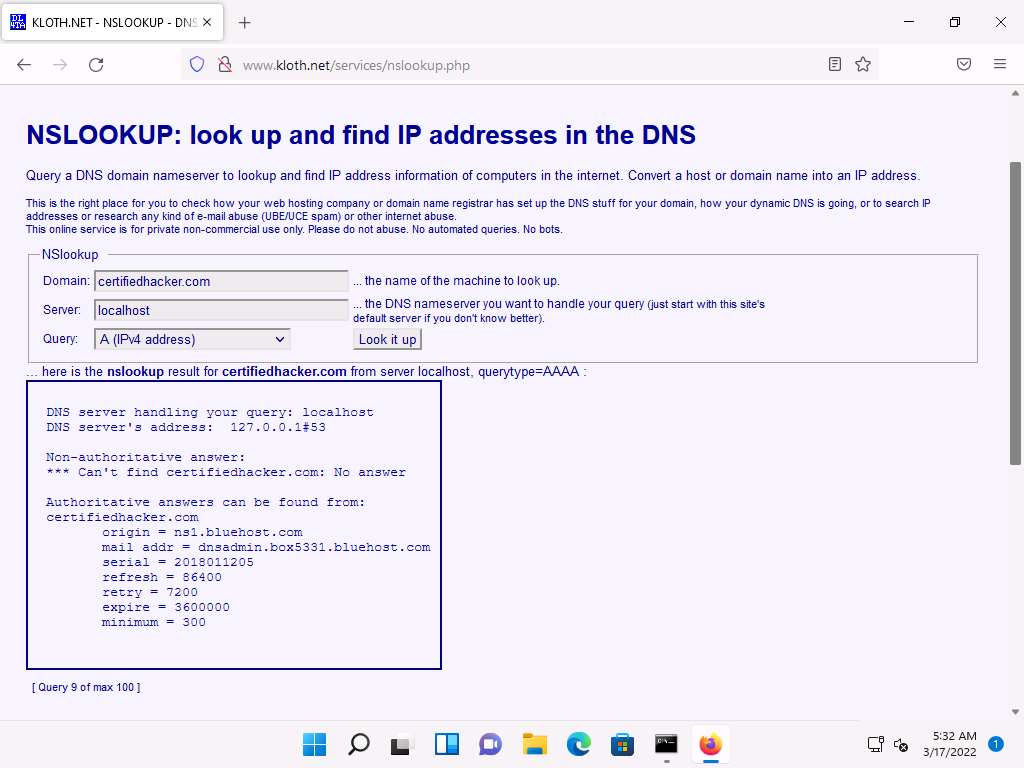 KLOTH.NET - NSLOOKUP - DNS
www.kloth.net/services/nslookup.php
NSLOOKUP: look up and find IP addresses in the DNS
Query a DNS domain nameserver to lookup and find IP address information of computers in the internet. Convert a host or domain name into an IP address.
This is the right place for you to check how your web hosting company or domain name registrar has set up the DNS stuff for your domain, how your dynamic DNS is going, or to search IP
addresses or research any kind of e-mail abuse (UBE/UCE spam) or other internet abuse.
This online service is for private non-commercial use only. Please do not abuse. No automated queries. No bots.
NSlookup
Domain: certifiedhacker.com ... the name of the machine to look up.
Server: localhost ... the DNS nameserver you want to handle your query (just start with this site's
default server if you don't know better).
Query: A (IPv4 address) Look it up
... here is the nslookup result for certifiedhacker.com from server localhost, querytype=AAAA :
DNS server handling your query: localhost
DNS server's address: 127.0.0.1#53
Non-authoritative answer:
*** Can't find certifiedhacker.com: No answer
Authoritative answers can be found from:
certifiedhacker.com
origin = ns1.bluehost.com
mail addr = dnsadmin.box5331.bluehost.com
serial = 2018011205
refresh = 86400
retry = 7200
expire = 3600000
minimum = 300
[ Query 9 of max 100 ]
5:32 AM
3/17/2022
1